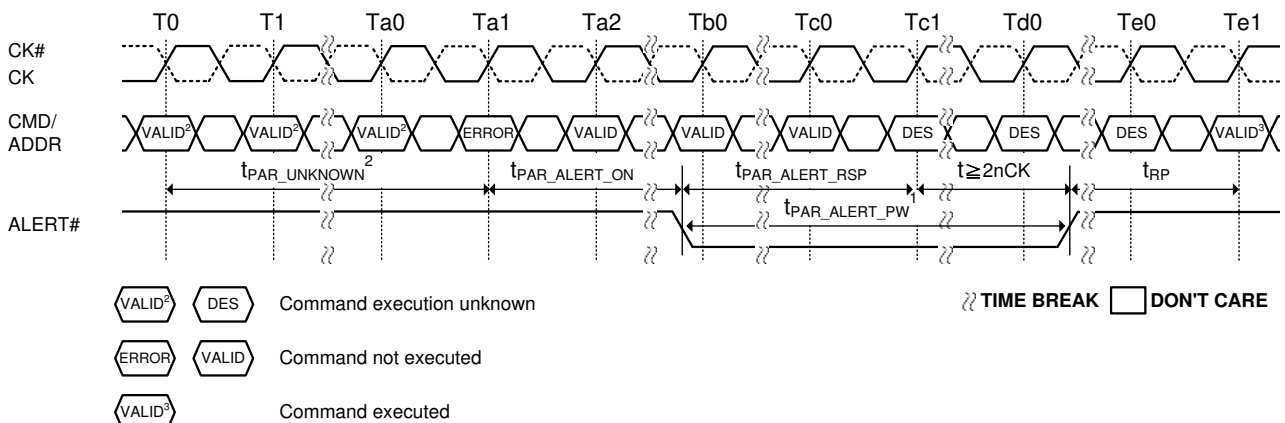 T0 T1 Ta0 Ta1 Ta2 Tb0 Tc0 Tc1 Td0 Te0 Te1
CK#
CK
CMD/
ADDR
VALID² VALID² VALID² ERROR VALID VALID VALID DES DES DES VALID³
tPAR_UNKNOWN² tPAR_ALERT_ON tPAR_ALERT_RSP t≧2nCK tRP
tPAR_ALERT_PW¹
ALERT#
VALID² DES Command execution unknown
TIME BREAK DON'T CARE
ERROR VALID Command not executed
VALID³ Command executed